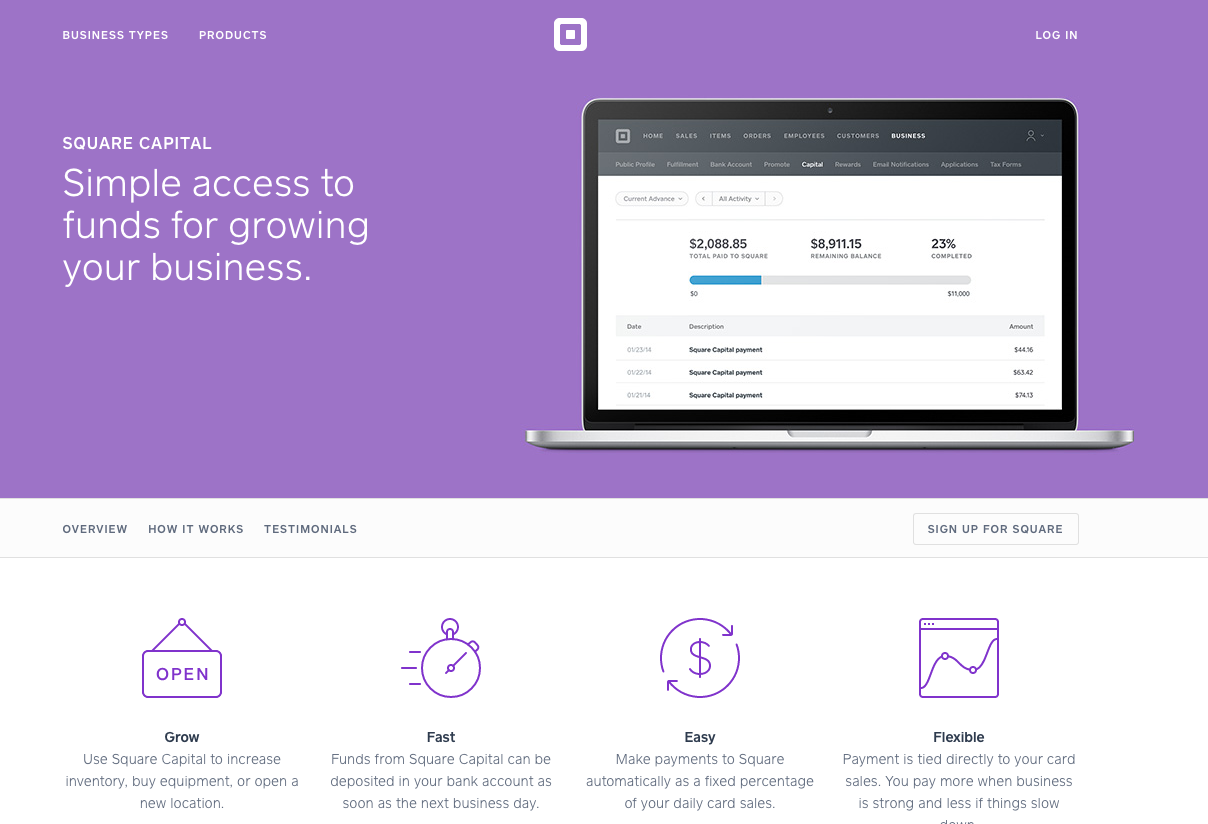 BUSINESS TYPES PRODUCTS LOG IN
SQUARE CAPITAL
Simple access to
funds for growing
your business.
HOME SALES ITEMS ORDERS EMPLOYEES CUSTOMERS BUSINESS
Public Profile Fulfillment Bank Account Promote Capital Rewards Email Notifications Applications Tax Forms
Current Advance All Activity
$2,088.85 $8,911.15 23%
TOTAL PAID TO SQUARE REMAINING BALANCE COMPLETED
$0 $11,000
Date Description Amount
01/23/14 Square Capital payment $44.16
01/22/14 Square Capital payment $63.42
01/21/14 Square Capital payment $74.13
OVERVIEW HOW IT WORKS TESTIMONIALS SIGN UP FOR SQUARE
OPEN
Grow
Use Square Capital to increase
inventory, buy equipment, or open a
new location.
Fast
Funds from Square Capital can be
deposited in your bank account as
soon as the next business day.
Easy
Make payments to Square
automatically as a fixed percentage
of your daily card sales.
Flexible
Payment is tied directly to your card
sales. You pay more when business
is strong and less if things slow
down.